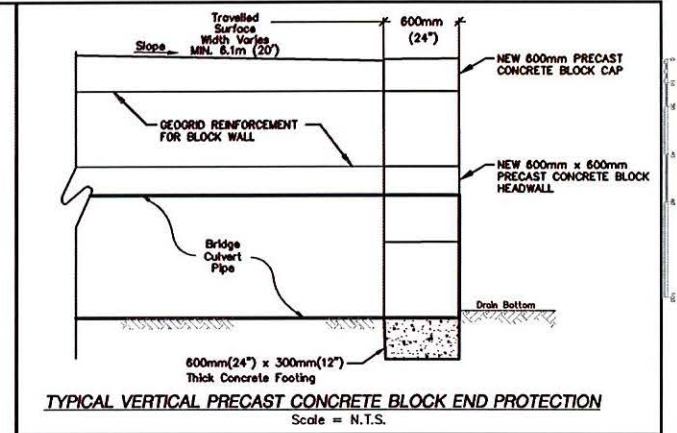 Travelled
Surface
Width Varies
MIN. 6.1m (20')
600mm
(24")
Slope
NEW 600mm PRECAST
CONCRETE BLOCK CAP
GEOGRID REINFORCEMENT
FOR BLOCK WALL
NEW 600mm x 600mm
PRECAST CONCRETE BLOCK
HEADWALL
Bridge
Culvert
Pipe
Drain Bottom
600mm(24") x 300mm(12")
Thick Concrete Footing
TYPICAL VERTICAL PRECAST CONCRETE BLOCK END PROTECTION
Scale = N.T.S.